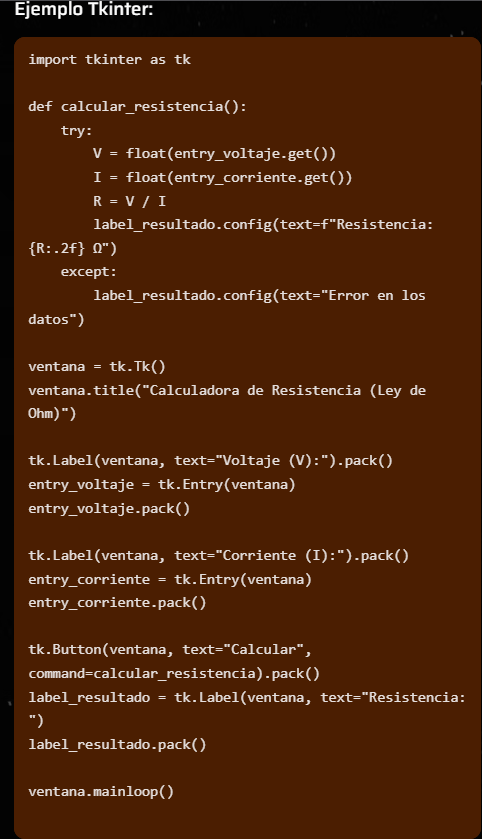 Ejemplo Tkinter:
import tkinter as tk
def calcular_resistencia():
    try:
        V = float(entry_voltaje.get())
        I = float(entry_corriente.get())
        R = V / I
        label_resultado.config(text=f"Resistencia:
{R:.2f} Ω")
    except:
        label_resultado.config(text="Error en los
datos")
ventana = tk.Tk()
ventana.title("Calculadora de Resistencia (Ley de
Ohm)")
tk.Label(ventana, text="Voltaje (V):").pack()
entry_voltaje = tk.Entry(ventana)
entry_voltaje.pack()
tk.Label(ventana, text="Corriente (I):").pack()
entry_corriente = tk.Entry(ventana)
entry_corriente.pack()
tk.Button(ventana, text="Calcular",
command=calcular_resistencia).pack()
label_resultado = tk.Label(ventana, text="Resistencia:
")
label_resultado.pack()
ventana.mainloop()